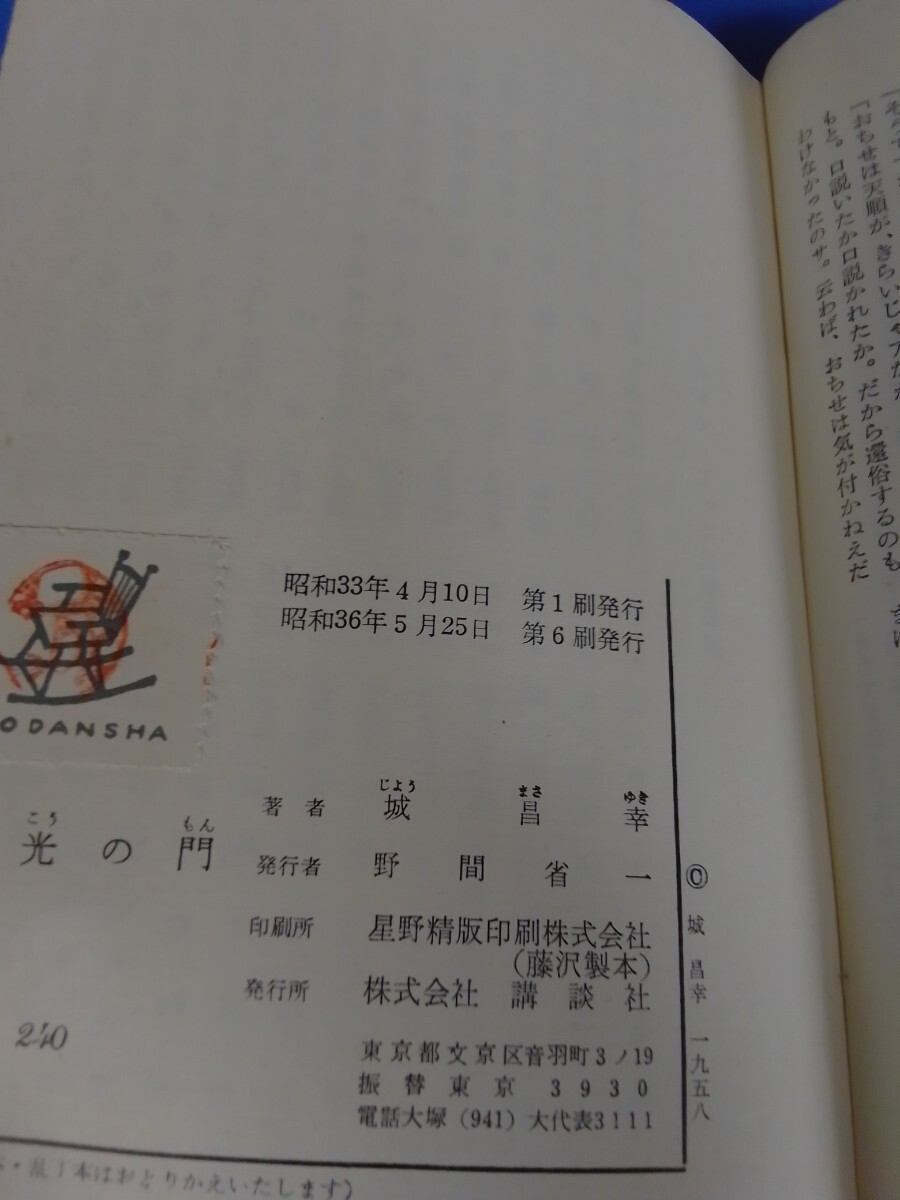 「おちせは天順が、きらいじゃアなか
もと。口説いたか口説かれたか。だから還俗するのも
わけなかったのサ。云わば、おちせは気が付かねえだ
昭和33年4月10日 第1刷発行
昭和36年5月25日 第6刷発行
ODANSHA
著者 城昌幸
じよう まさ ゆき
こう もん
光の門
発行者 野間省一
印刷所 星野精版印刷株式会社
(藤沢製本)
発行所 株式会社 講談社
東京都文京区音羽町3ノ19
振替東京 3930
電話大塚(941)大代表3111
Ⓒ 城昌幸 一九五八
240
・乱丁本はおとりかえいたします)